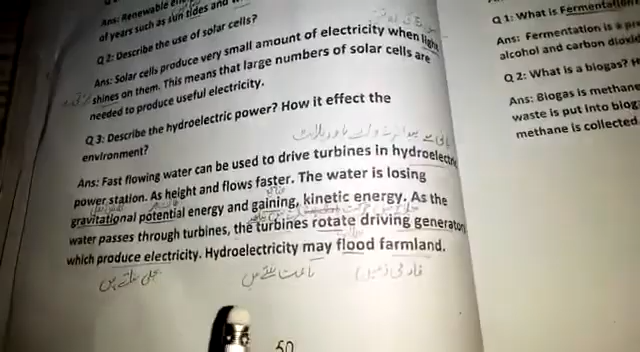 Ans: Renewable
of years such as sun tides and
Q 2: Describe the use of solar cells?
Ans: Solar cells produce very small amount of electricity when light
shines on them. This means that large numbers of solar cells are
needed to produce useful electricity.
Q 3: Describe the hydroelectric power? How it effect the
environment?
Ans: Fast flowing water can be used to drive turbines in hydroelectric
power station. As height and flows faster. The water is losing
gravitational potential energy and gaining, kinetic energy. As the
water passes through turbines, the turbines rotate driving generator
which produce electricity. Hydroelectricity may flood farmland.
50
Q 1: What is Fermentation
Ans: Fermentation is a
alcohol and carbon dioxid
Q 2: What is a biogas?
Ans: Biogas is methane
waste is put into biog
methane is collected